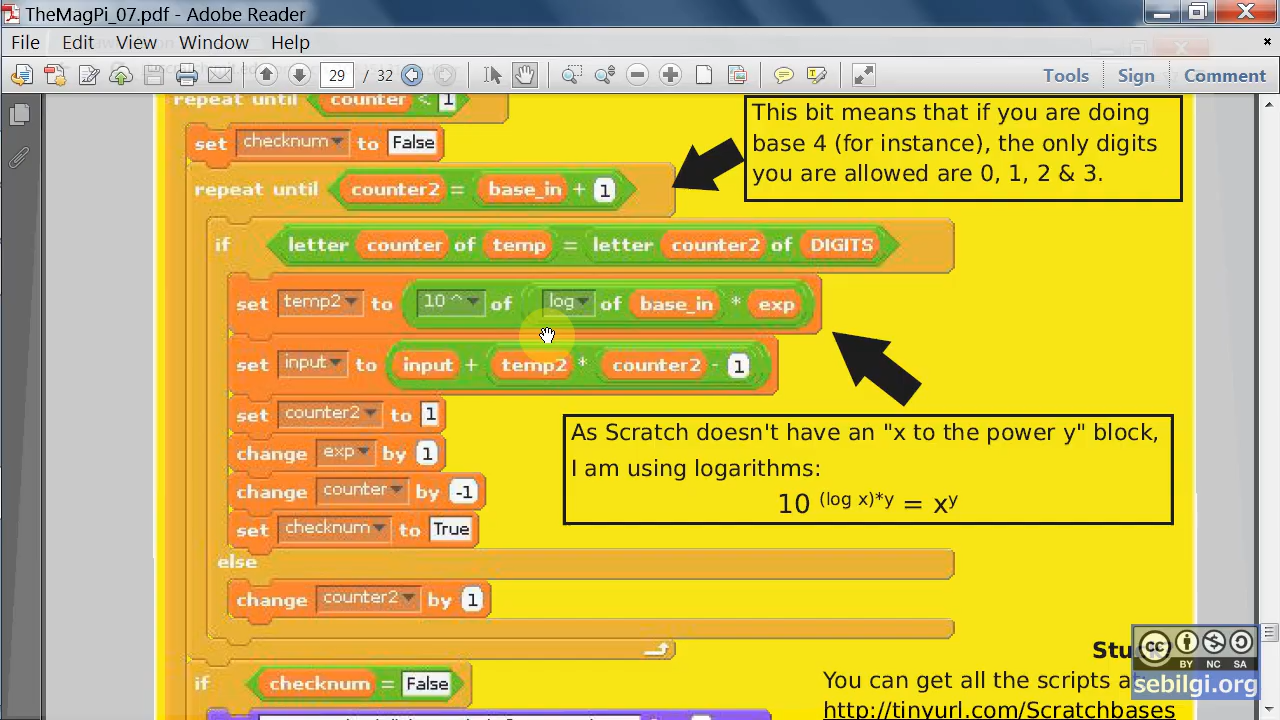 TheMagPi_07.pdf - Adobe Reader
File Edit View Window Help
29 / 32 Tools Sign Comment
repeat until counter < 1
set checknum to False
repeat until counter2 = base_in + 1
This bit means that if you are doing
base 4 (for instance), the only digits
you are allowed are 0, 1, 2 & 3.
if letter counter of temp = letter counter2 of DIGITS
set temp2 to 10 ^ of log of base_in * exp
set input to input + temp2 * counter2 - 1
set counter2 to 1
change exp by 1
change counter by -1
set checknum to True
As Scratch doesn't have an "x to the power y" block,
I am using logarithms:
10 (log x)*y = xy
else
change counter2 by 1
if checknum = False
You can get all the scripts at
http://tinyurl.com/Scratchbases
cc BY NC SA
sebilgi.org